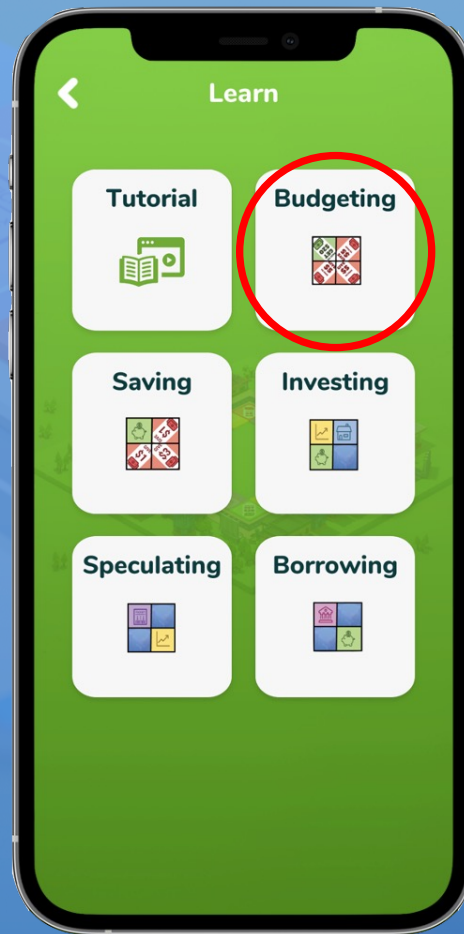 Learn
Tutorial
Budgeting
Saving
Investing
Speculating
Borrowing